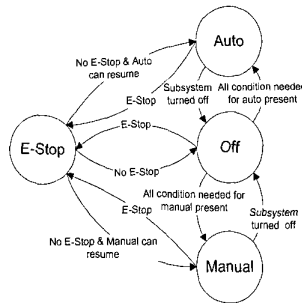 Auto
No E-Stop & Auto
can resume
Subsystem
turned off
All condition needed
for auto present
E-Stop
E-Stop
E-Stop
Off
No E-Stop
All condition needed for
manual present
E-Stop
Subsystem
turned off
No E-Stop & Manual can
resume
Manual